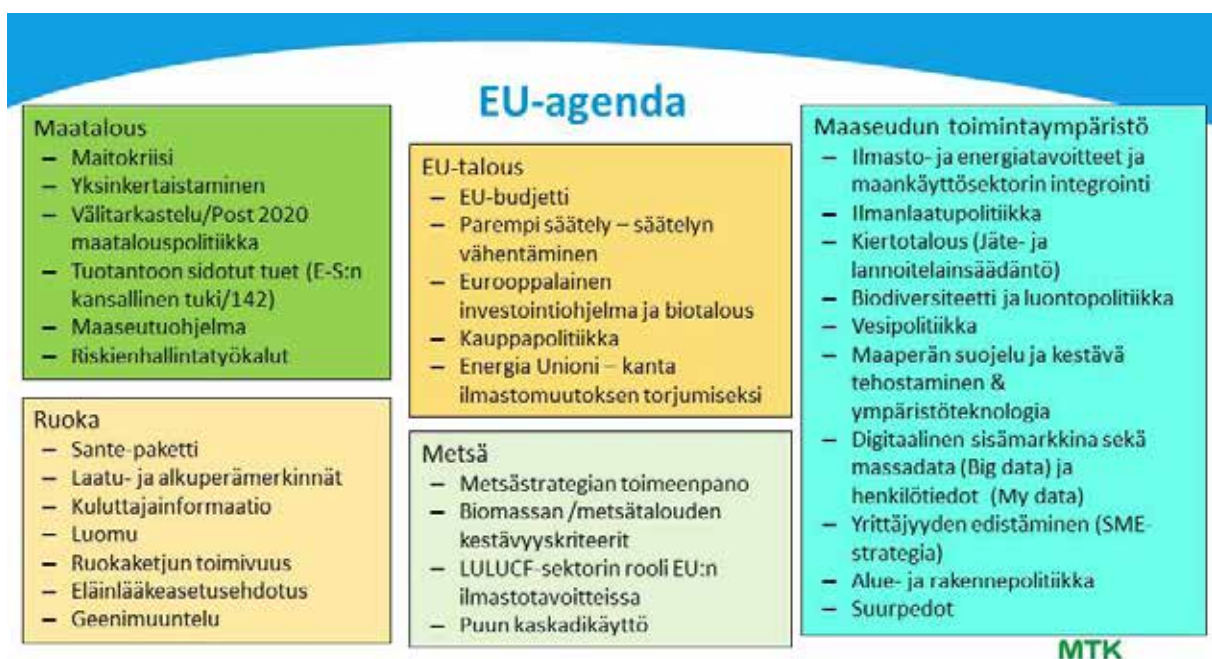 EU-agenda
Maatalous
– Maitokriisi
– Yksinkertaistaminen
– Välitarkastelu/Post 2020
maatalouspolitiikka
– Tuotantoon sidotut tuet (E-S:n
kansallinen tuki/142)
– Maaseutuohjelma
– Riskienhallintatyökalut
Ruoka
– Sante-paketti
– Laatu- ja alkuperämerkinnät
– Kuluttajainformaatio
– Luomu
– Ruokaketjun toimivuus
– Eläinlääkeasetusehdotus
– Geenimuuntelu
EU-talous
– EU-budjetti
– Parempi säätely – säätelyn
vähentäminen
– Eurooppalainen
investointiohjelma ja biotalous
– Kauppapolitiikka
– Energia Unioni – kanta
ilmastomuutoksen torjumiseksi
Metsä
– Metsästrategian toimeenpano
– Biomassan /metsätalouden
kestävyyskriteerit
– LULUCF-sektorin rooli EU:n
ilmastotavoitteissa
– Puun kaskadikäyttö
Maaseudun toimintaympäristö
– Ilmasto- ja energiatavoitteet ja
maankäyttösektorin integrointi
– Ilmanlaatupolitiikka
– Kiertotalous (Jäte- ja
lannoitelainsäädäntö)
– Biodiversiteetti ja luontopolitiikka
– Vesipolitiikka
– Maaperän suojelu ja kestävä
tehostaminen &
ympäristöteknologia
– Digitaalinen sisämarkkina sekä
massadata (Big data) ja
henkilötiedot (My data)
– Yrittäjyyden edistäminen (SME-
strategia)
– Alue- ja rakennepolitiikka
– Suurpedot
MTK